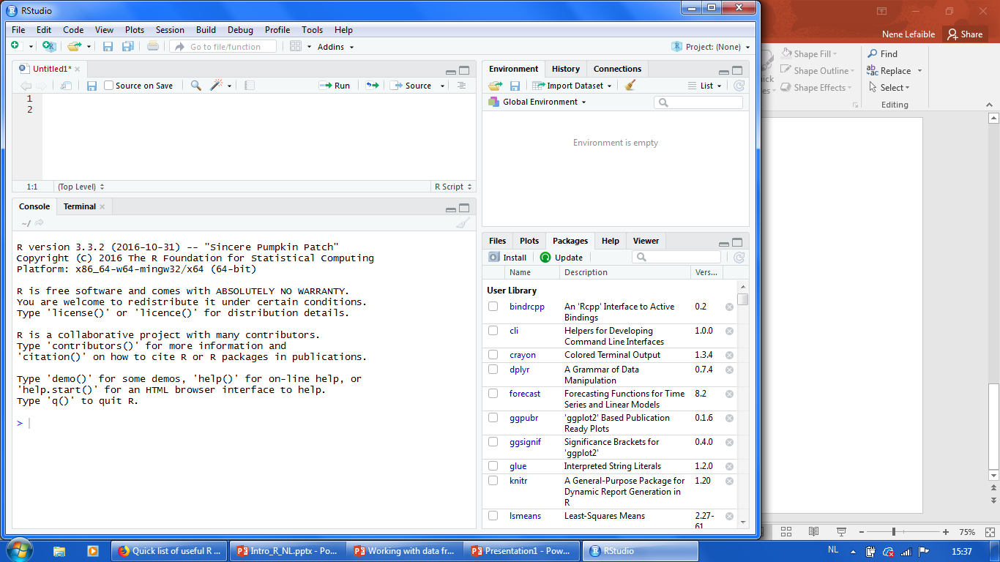 RStudio
File Edit Code View Plots Session Build Debug Profile Tools Help
Go to file/function Addins Project: (None)
Untitled1*
Source on Save Run Source
1
2
1:1 (Top Level) R Script
Console Terminal
~/
R version 3.3.2 (2016-10-31) -- "Sincere Pumpkin Patch"
Copyright (C) 2016 The R Foundation for Statistical Computing
Platform: x86_64-w64-mingw32/x64 (64-bit)
R is free software and comes with ABSOLUTELY NO WARRANTY.
You are welcome to redistribute it under certain conditions.
Type 'license()' or 'licence()' for distribution details.
R is a collaborative project with many contributors.
Type 'contributors()' for more information and
'citation()' on how to cite R or R packages in publications.
Type 'demo()' for some demos, 'help()' for on-line help, or
'help.start()' for an HTML browser interface to help.
Type 'q()' to quit R.
>
Environment History Connections
Import Dataset List
Global Environment
Environment is empty
Files Plots Packages Help Viewer
Install Update
Name Description Vers...
User Library
bindrcpp An 'Rcpp' Interface to Active 0.2
Bindings
cli Helpers for Developing 1.0.0
Command Line Interfaces
crayon Colored Terminal Output 1.3.4
dplyr A Grammar of Data 0.7.4
Manipulation
forecast Forecasting Functions for Time 8.2
Series and Linear Models
ggpubr 'ggplot2' Based Publication 0.1.6
Ready Plots
ggsignif Significance Brackets for 0.4.0
'ggplot2'
glue Interpreted String Literals 1.2.0
knitr A General-Purpose Package for 1.20
Dynamic Report Generation in
R
lsmeans Least-Squares Means 2.27-
61
Nene Lefaible Share
Shape Fill Find
Shape Outline Replace
Shape Effects Select
Editing
75%
Quick list of useful R ... Intro_R_NL.pptx - Po... Working with data fr... Presentation1 - Pow... RStudio NL 15:37